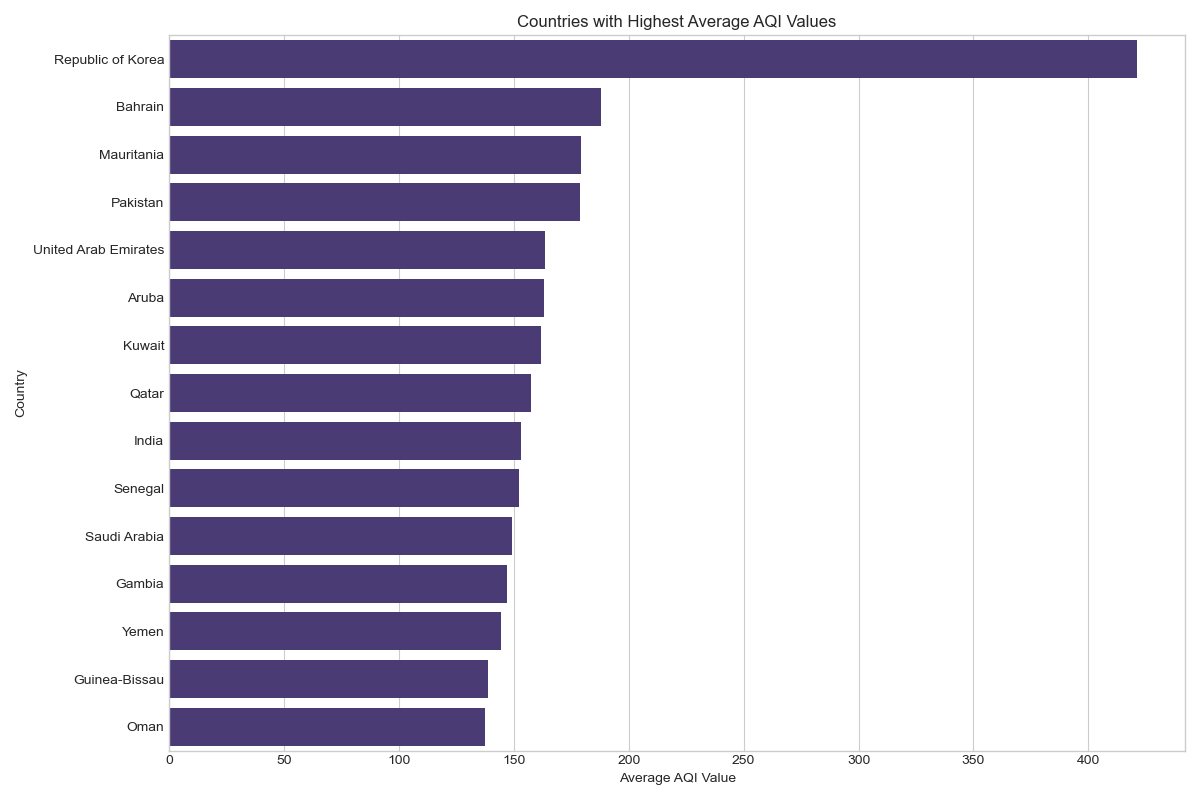 Countries with Highest Average AQI Values
Republic of Korea
Bahrain
Mauritania
Pakistan
United Arab Emirates
Aruba
Kuwait
Qatar
India
Senegal
Saudi Arabia
Gambia
Yemen
Guinea-Bissau
Oman
Country
0 50 100 150 200 250 300 350 400
Average AQI Value